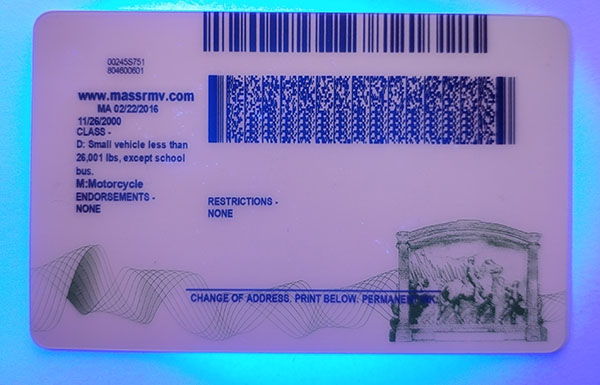 00245S751
804600601
www.massrmv.com
MA 02/22/2016
11/26/2000
CLASS -
D: Small vehicle less than
26,001 lbs, except school
bus.
M:Motorcycle
ENDORSEMENTS -
NONE
RESTRICTIONS -
NONE
CHANGE OF ADDRESS. PRINT BELOW. PERMANENT INK.